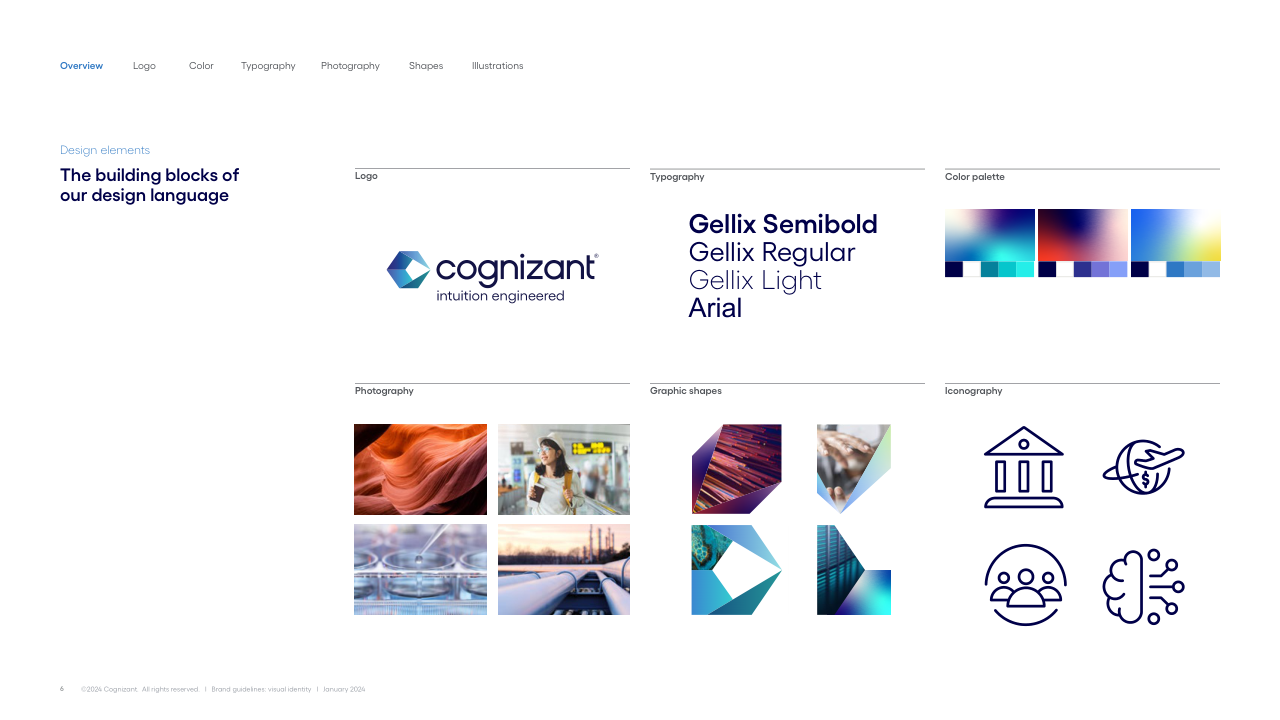 Overview Logo Color Typography Photography Shapes Illustrations
Design elements
The building blocks of
our design language
Logo
cognizant®
intuition engineered
Typography
Gellix Semibold
Gellix Regular
Gellix Light
Arial
Color palette
Photography
Graphic shapes
Iconography
$
6 ©2024 Cognizant. All rights reserved. | Brand guidelines: visual identity | January 2024